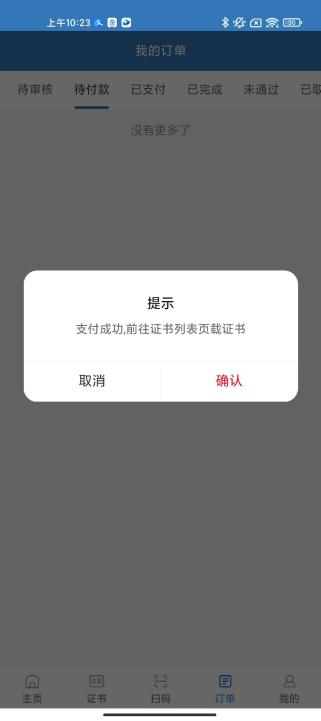 上午10:23
30
我的订单
待审核 待付款 已支付 已完成 未通过 已取
没有更多了
提示
支付成功,前往证书列表页载证书
取消 确认
主页 证书 扫码 订单 我的